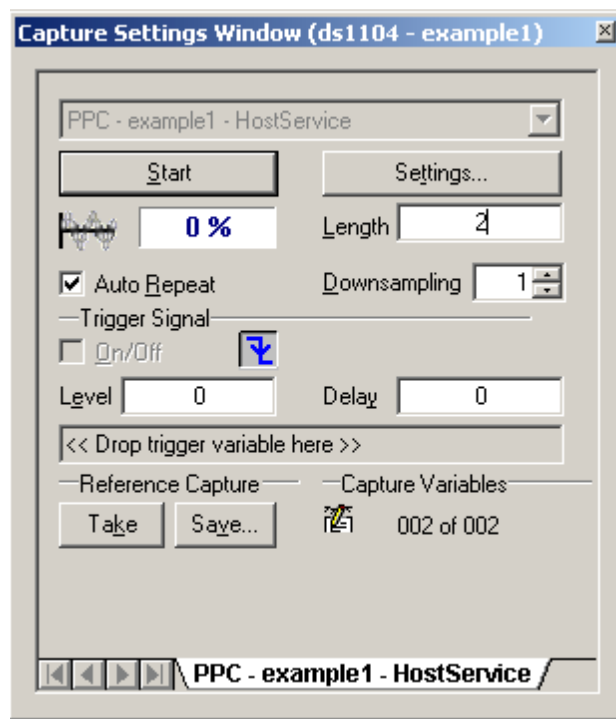 Capture Settings Window (ds1104 - example1)
PPC - example1 - HostService
Start Settings...
0 % Length 2
Auto Repeat Downsampling 1
Trigger Signal
On/Off
Level 0 Delay 0
<< Drop trigger variable here >>
Reference Capture Capture Variables
Take Save... 002 of 002
PPC - example1 - HostService